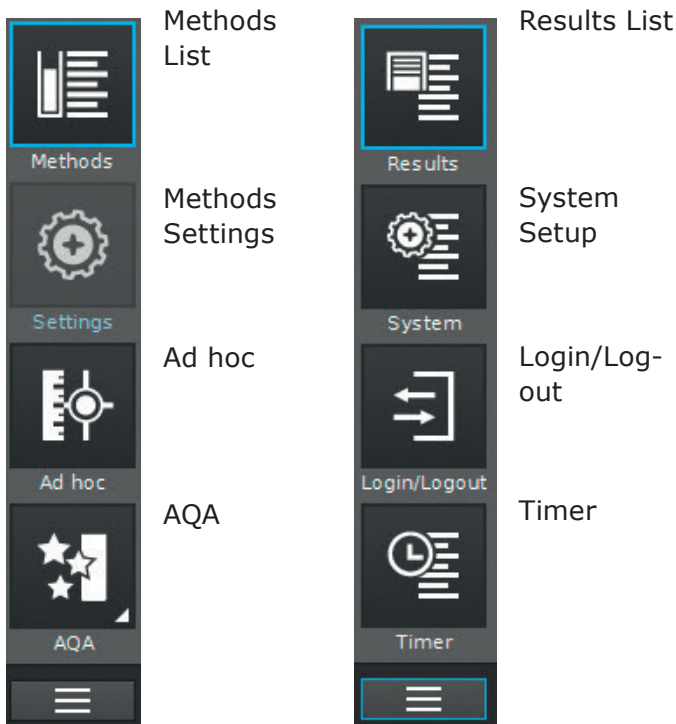 Methods
List
Methods
Methods
Settings
Settings
Ad hoc
Ad hoc
AQA
AQA
Results List
Results
System
Setup
System
Login/Log-
out
Login/Logout
Timer
Timer